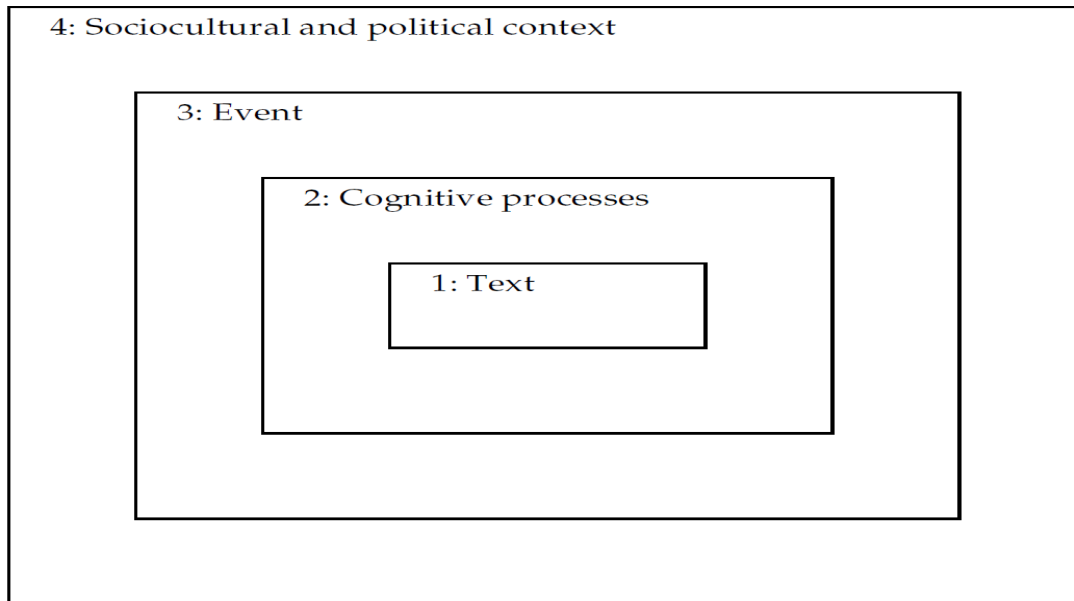 4: Sociocultural and political context
3: Event
2: Cognitive processes
1: Text